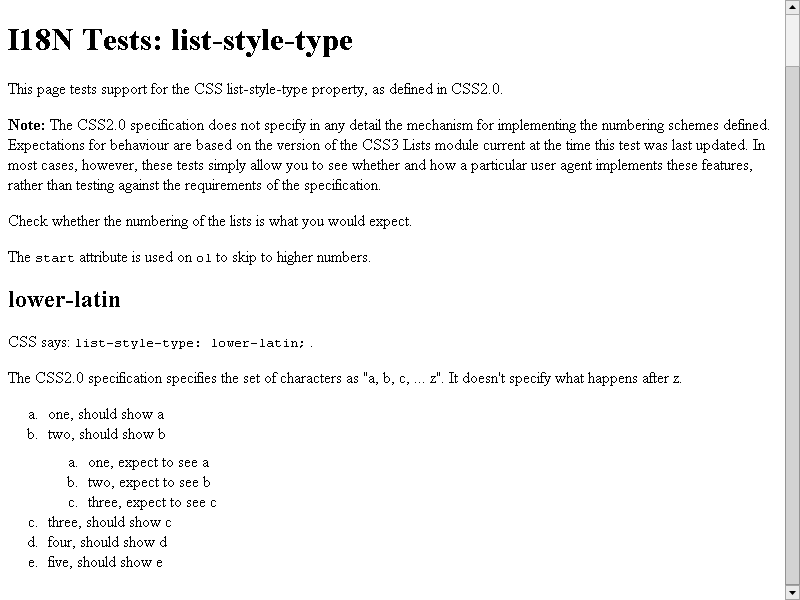 I18N Tests: list-style-type
This page tests support for the CSS list-style-type property, as defined in CSS2.0.
Note: The CSS2.0 specification does not specify in any detail the mechanism for implementing the numbering schemes defined.
Expectations for behaviour are based on the version of the CSS3 Lists module current at the time this test was last updated. In
most cases, however, these tests simply allow you to see whether and how a particular user agent implements these features,
rather than testing against the requirements of the specification.
Check whether the numbering of the lists is what you would expect.
The start attribute is used on ol to skip to higher numbers.
lower-latin
CSS says: list-style-type: lower-latin; .
The CSS2.0 specification specifies the set of characters as "a, b, c, ... z". It doesn't specify what happens after z.
a. one, should show a
b. two, should show b
a. one, expect to see a
b. two, expect to see b
c. three, expect to see c
c. three, should show c
d. four, should show d
e. five, should show e